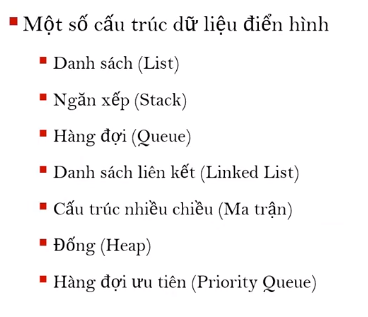 Một số cấu trúc dữ liệu điển hình
Danh sách (List)
Ngăn xếp (Stack)
Hàng đợi (Queue)
Danh sách liên kết (Linked List)
Cấu trúc nhiều chiều (Ma trận)
Đống (Heap)
Hàng đợi ưu tiên (Priority Queue)